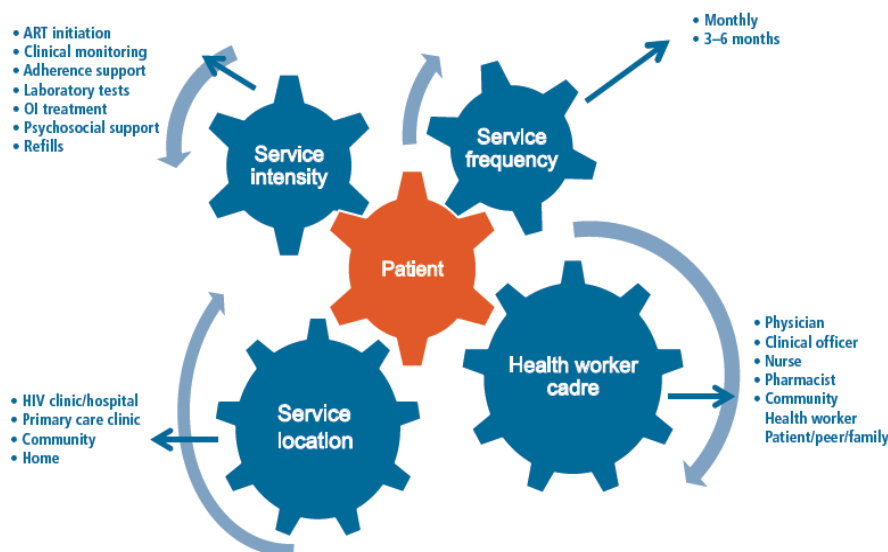 • ART initiation
• Clinical monitoring
• Adherence support
• Laboratory tests
• OI treatment
• Psychosocial support
• Refills
Service
intensity
• Monthly
• 3–6 months
Service
frequency
Patient
• HIV clinic/hospital
• Primary care clinic
• Community
• Home
Service
location
Health worker
cadre
• Physician
• Clinical officer
• Nurse
• Pharmacist
• Community
Health worker
Patient/peer/family